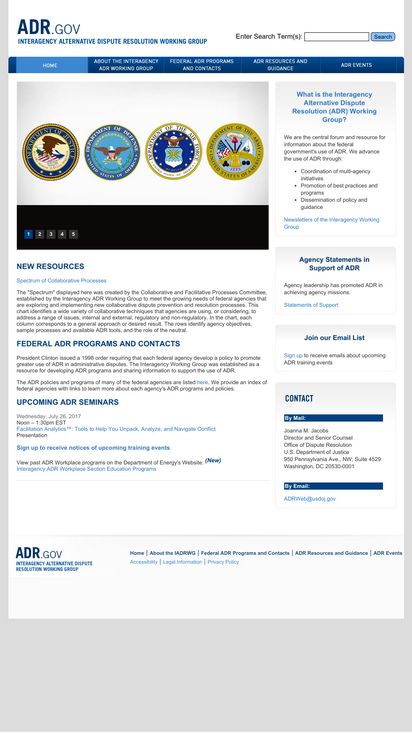 ADR.GOV
INTERAGENCY ALTERNATIVE DISPUTE RESOLUTION WORKING GROUP
Enter Search Term(s):
Search
HOME
ABOUT THE INTERAGENCY
ADR WORKING GROUP
FEDERAL ADR PROGRAMS
AND CONTACTS
ADR RESOURCES AND
GUIDANCE
ADR EVENTS
1 2 3 4 5
NEW RESOURCES
Spectrum of Collaborative Processes
The "Spectrum" displayed here was created by the Collaborative and Facilitative Processes Committee,
established by the Interagency ADR Working Group to meet the growing needs of federal agencies that
are exploring and implementing new collaborative dispute prevention and resolution processes. This
chart identifies a wide variety of collaborative techniques that agencies are using, or considering, to
address a range of issues, internal and external, regulatory and non-regulatory. In the chart, each
column corresponds to a general approach or desired result. The rows identify agency objectives,
sample processes and available ADR tools, and the role of the neutral.
FEDERAL ADR PROGRAMS AND CONTACTS
President Clinton issued a 1998 order requiring that each federal agency develop a policy to promote
greater use of ADR in administrative disputes. The Interagency Working Group was established as a
resource for developing ADR programs and sharing information to support the use of ADR.
The ADR policies and programs of many of the federal agencies are listed here. We provide an index of
federal agencies with links to learn more about each agency's ADR programs and policies.
UPCOMING ADR SEMINARS
Wednesday, July 26, 2017
Noon – 1:30pm EST
Facilitation Analytics™: Tools to Help You Unpack, Analyze, and Navigate Conflict
Presentation
Sign up to receive notices of upcoming training events
View past ADR Workplace programs on the Department of Energy's Website: (New)
Interagency ADR Workplace Section Education Programs
What is the Interagency
Alternative Dispute
Resolution (ADR) Working
Group?
We are the central forum and resource for
information about the federal
government's use of ADR. We advance
the use of ADR through:
• Coordination of multi-agency
initiatives
• Promotion of best practices and
programs
• Dissemination of policy and
guidance
Newsletters of the Interagency Working
Group
Agency Statements in
Support of ADR
Agency leadership has promoted ADR in
achieving agency missions.
Statements of Support
Join our Email List
Sign up to receive emails about upcoming
ADR training events
CONTACT
By Mail:
Joanna M. Jacobs
Director and Senior Counsel
Office of Dispute Resolution
U.S. Department of Justice
950 Pennsylvania Ave., NW, Suite 4529
Washington, DC 20530-0001
By Email:
ADRWeb@usdoj.gov
ADR.GOV
INTERAGENCY ALTERNATIVE DISPUTE
RESOLUTION WORKING GROUP
Home | About the IADRWG | Federal ADR Programs and Contacts | ADR Resources and Guidance | ADR Events
Accessibility | Legal Information | Privacy Policy